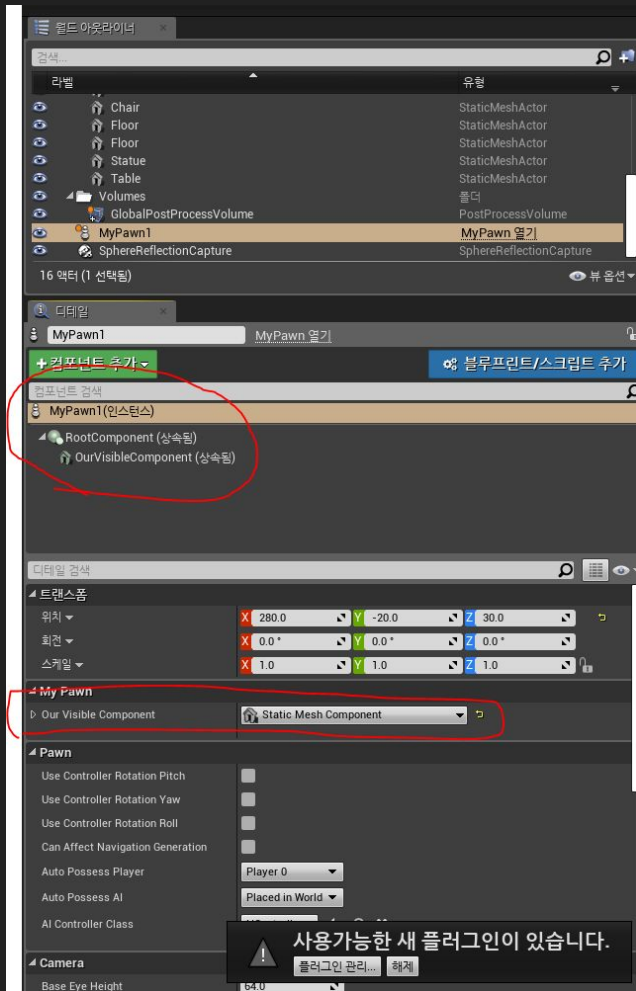 월드 아웃라이너
검색...
라벨 유형
Chair StaticMeshActor
Floor StaticMeshActor
Floor StaticMeshActor
Statue StaticMeshActor
Table StaticMeshActor
Volumes 폴더
GlobalPostProcessVolume PostProcessVolume
MyPawn1 MyPawn 열기
SphereReflectionCapture SphereReflectionCapture
16 액터 (1 선택됨) 뷰 옵션
디테일
MyPawn1 MyPawn 열기
+컴포넌트 추가 블루프린트/스크립트 추가
컴포넌트 검색
MyPawn1(인스턴스)
RootComponent (상속됨)
OurVisibleComponent (상속됨)
디테일 검색
트랜스폼
위치 X 280.0 Y -20.0 Z 30.0
회전 X 0.0 ° Y 0.0 ° Z 0.0 °
스케일 X 1.0 Y 1.0 Z 1.0
My Pawn
Our Visible Component Static Mesh Component
Pawn
Use Controller Rotation Pitch
Use Controller Rotation Yaw
Use Controller Rotation Roll
Can Affect Navigation Generation
Auto Possess Player Player 0
Auto Possess AI Placed in World
AI Controller Class
사용가능한 새 플러그인이 있습니다.
플러그인 관리... 해제
Camera
Base Eye Height 64.0